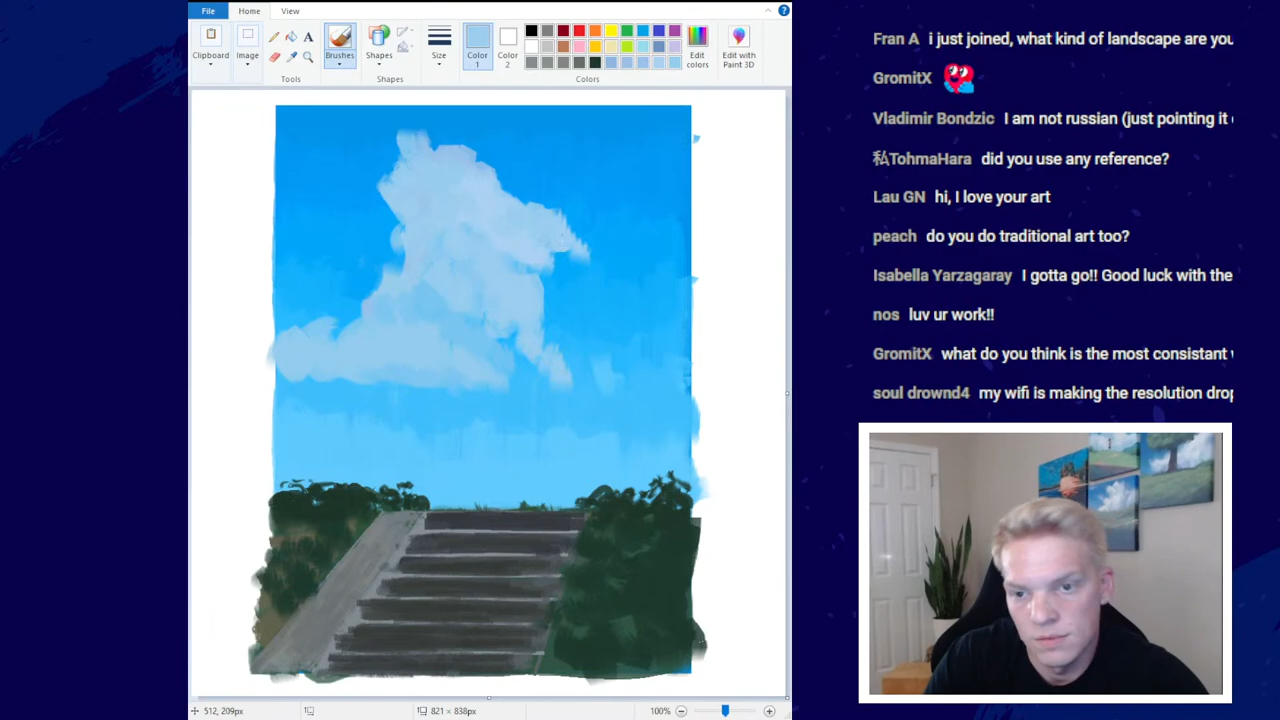 File Home View
Clipboard
Image
Tools
Brushes
Shapes
Shapes
Size
Color 1
Color 2
Edit colors
Edit with Paint 3D
Colors
512, 209px
821 × 838px
100%
Fran A i just joined, what kind of landscape are you
GromitX
Vladimir Bondzic I am not russian (just pointing it
私TohmaHara did you use any reference?
Lau GN hi, I love your art
peach do you do traditional art too?
Isabella Yarzagaray I gotta go!! Good luck with the
nos luv ur work!!
GromitX what do you think is the most consistant
soul drownd4 my wifi is making the resolution drop